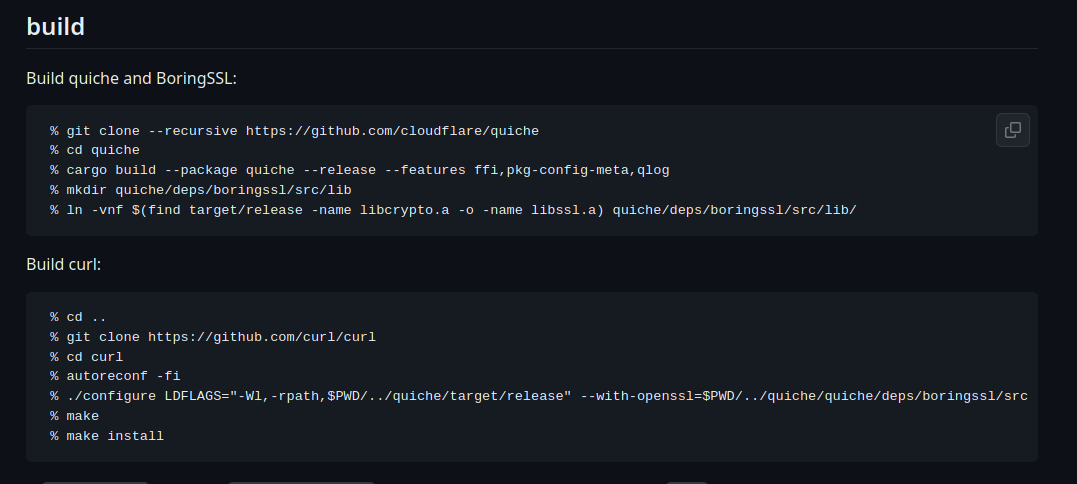 build
Build quiche and BoringSSL:
% git clone --recursive https://github.com/cloudflare/quiche
% cd quiche
% cargo build --package quiche --release --features ffi,pkg-config-meta,qlog
% mkdir quiche/deps/boringssl/src/lib
% ln -vnf $(find target/release -name libcrypto.a -o -name libssl.a) quiche/deps/boringssl/src/lib/
Build curl:
% cd ..
% git clone https://github.com/curl/curl
% cd curl
% autoreconf -fi
% ./configure LDFLAGS="-Wl,-rpath,$PWD/../quiche/target/release" --with-openssl=$PWD/../quiche/quiche/deps/boringssl/src
% make
% make install